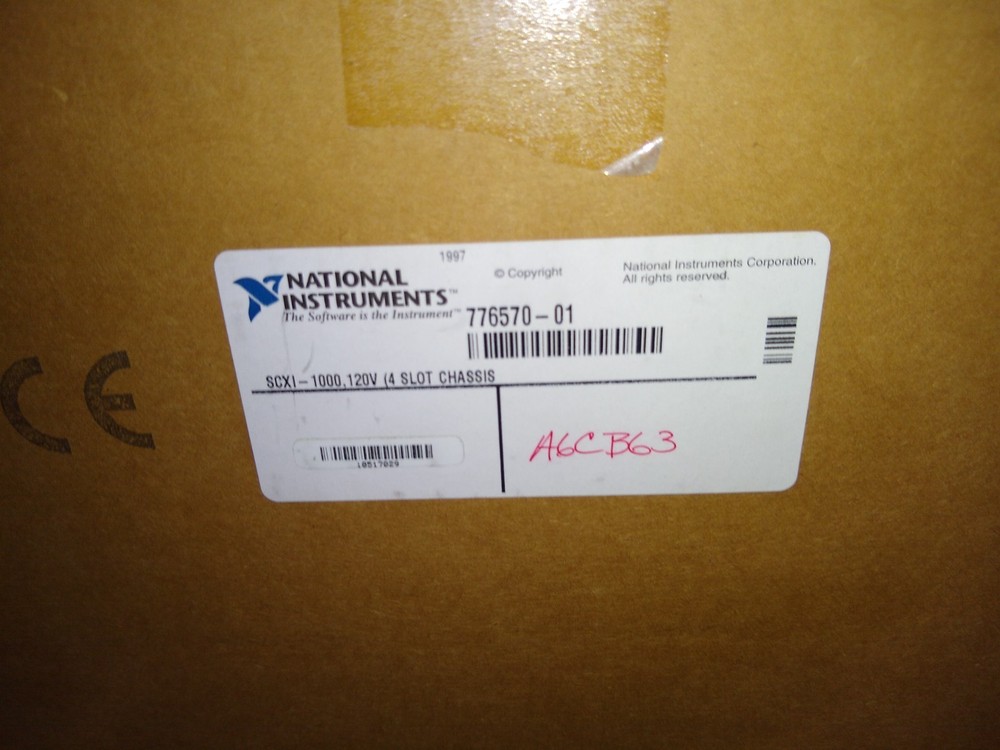 1997
© Copyright
National Instruments Corporation.
All rights reserved.
NATIONAL
INSTRUMENTS™
The Software is the Instrument™
776570-01
SCXI-1000,120V (4 SLOT CHASSIS
10517029
A6CB63
CE